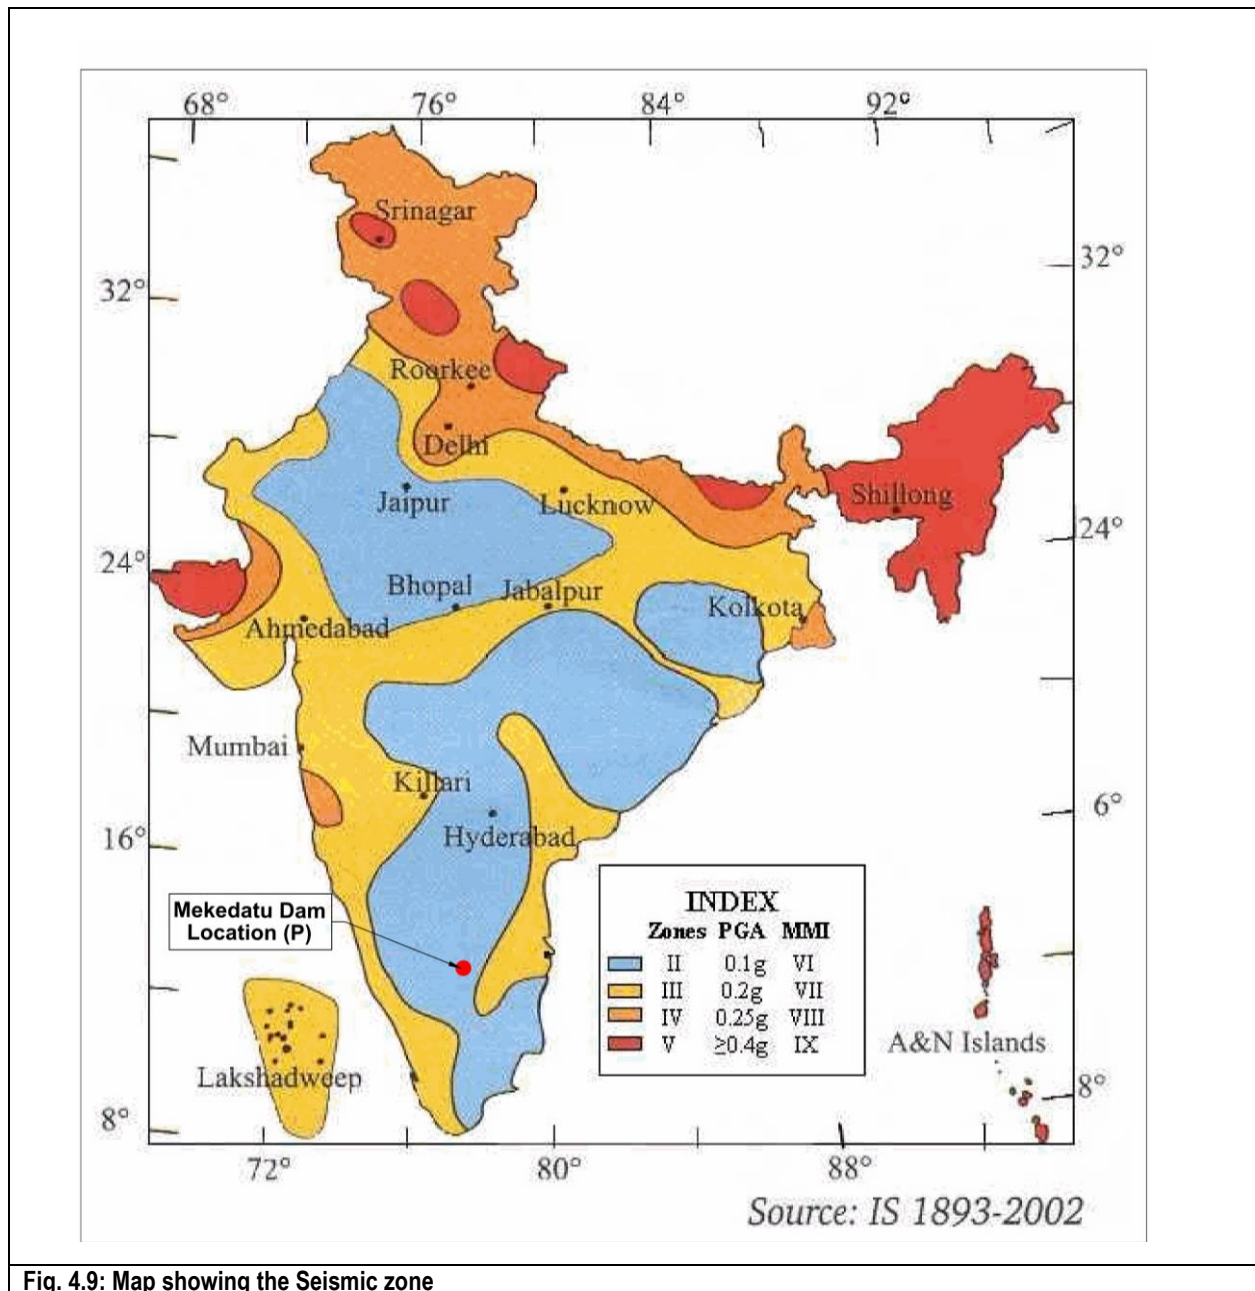 68° 76° 84° 92°
Srinagar
32° 32°
Roorkee
Delhi
Jaipur Lucknow Shillong
24° 24°
Bhopal Jabalpur
Kolkota
Ahmedabad
Mumbai
Killari
6°
16° Hyderabad
Mekedatu Dam
Location (P)
INDEX
Zones PGA MMI
II 0.1g VI
III 0.2g VII
IV 0.25g VIII
V ≥0.4g IX
A&N Islands
Lakshadweep
8° 8°
72° 80° 88°
Source: IS 1893-2002
Fig. 4.9: Map showing the Seismic zone